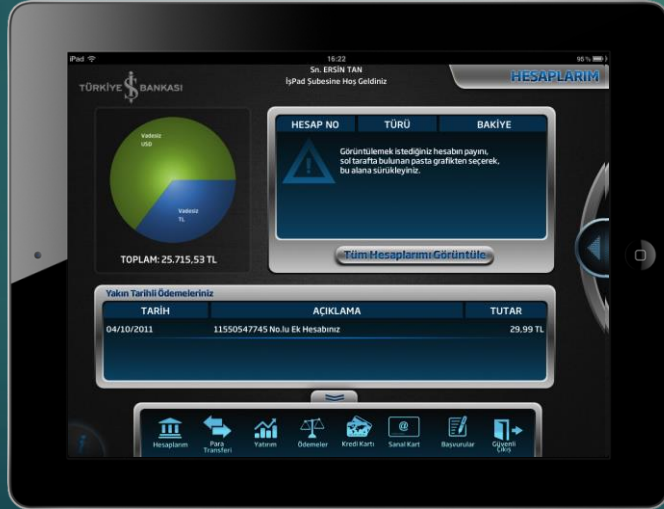 iPad
16:22
95 %
Sn. ERSİN TAN
İşPad Şubesine Hoş Geldiniz
HESAPLARIM
TÜRKİYE İŞ BANKASI
Vadesiz
USD
Vadesiz
TL
TOPLAM: 25.715,53 TL
HESAP NO TÜRÜ BAKİYE
Görüntülemek istediğiniz hesabın payını,
sol tarafta bulunan pasta grafikten seçerek,
bu alana sürükleyiniz.
Tüm Hesaplarımı Görüntüle
Yakın Tarihli Ödemeleriniz
TARİH AÇIKLAMA TUTAR
04/10/2011 11550547745 No.lu Ek Hesabınız 29,99 TL
Hesaplarım
Para
Transferi
Yatırım
Ödemeler
Kredi Kartı
Sanal Kart
Başvurular
Güvenli
Çıkış